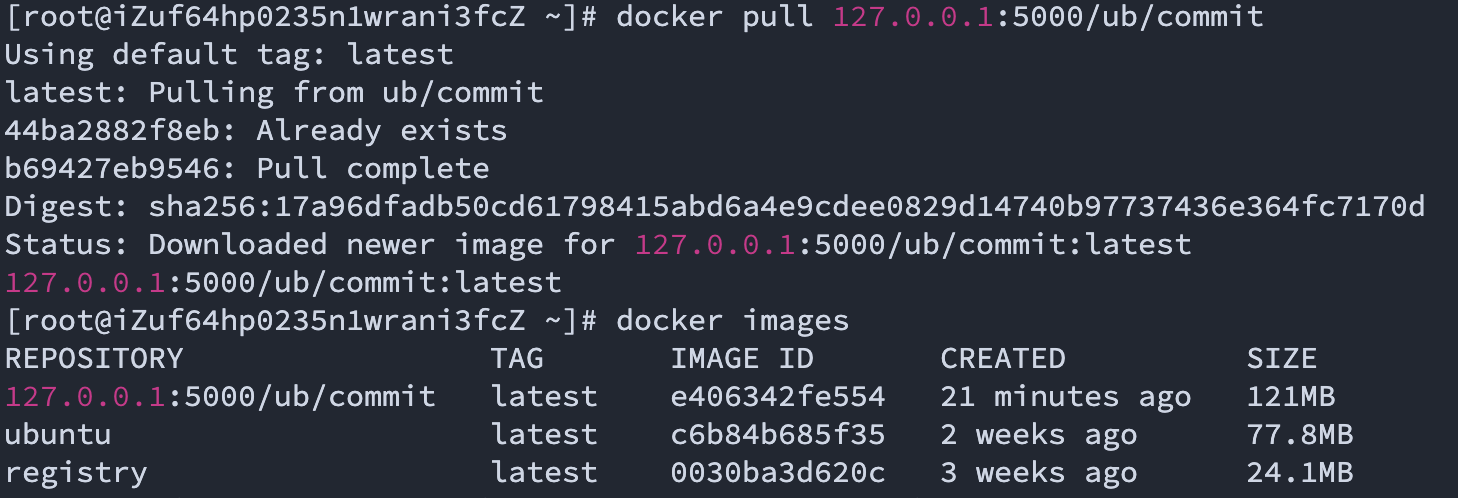 [root@iZuf64hp0235n1wrani3fcZ ~]# docker pull 127.0.0.1:5000/ub/commit
Using default tag: latest
latest: Pulling from ub/commit
44ba2882f8eb: Already exists
b69427eb9546: Pull complete
Digest: sha256:17a96dfadb50cd61798415abd6a4e9cdee0829d14740b97737436e364fc7170d
Status: Downloaded newer image for 127.0.0.1:5000/ub/commit:latest
127.0.0.1:5000/ub/commit:latest
[root@iZuf64hp0235n1wrani3fcZ ~]# docker images
REPOSITORY                 TAG       IMAGE ID       CREATED          SIZE
127.0.0.1:5000/ub/commit   latest    e406342fe554   21 minutes ago   121MB
ubuntu                     latest    c6b84b685f35   2 weeks ago      77.8MB
registry                   latest    0030ba3d620c   3 weeks ago      24.1MB